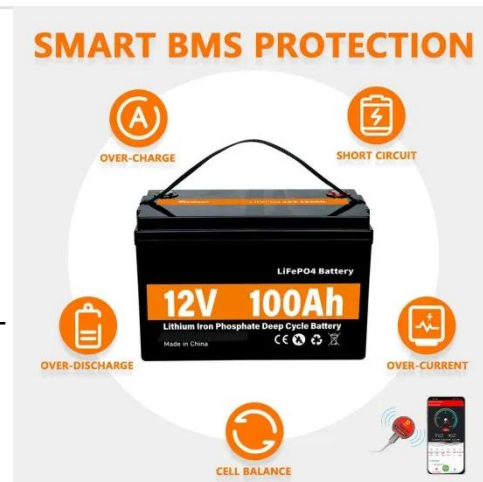 SMART BMS PROTECTION
OVER-CHARGE
SHORT CIRCUIT
LiFePO4 Battery
12V 100Ah
Lithium Iron Phosphate Deep Cycle Battery
Made in China
CE
OVER-DISCHARGE
OVER-CURRENT
CELL BALANCE